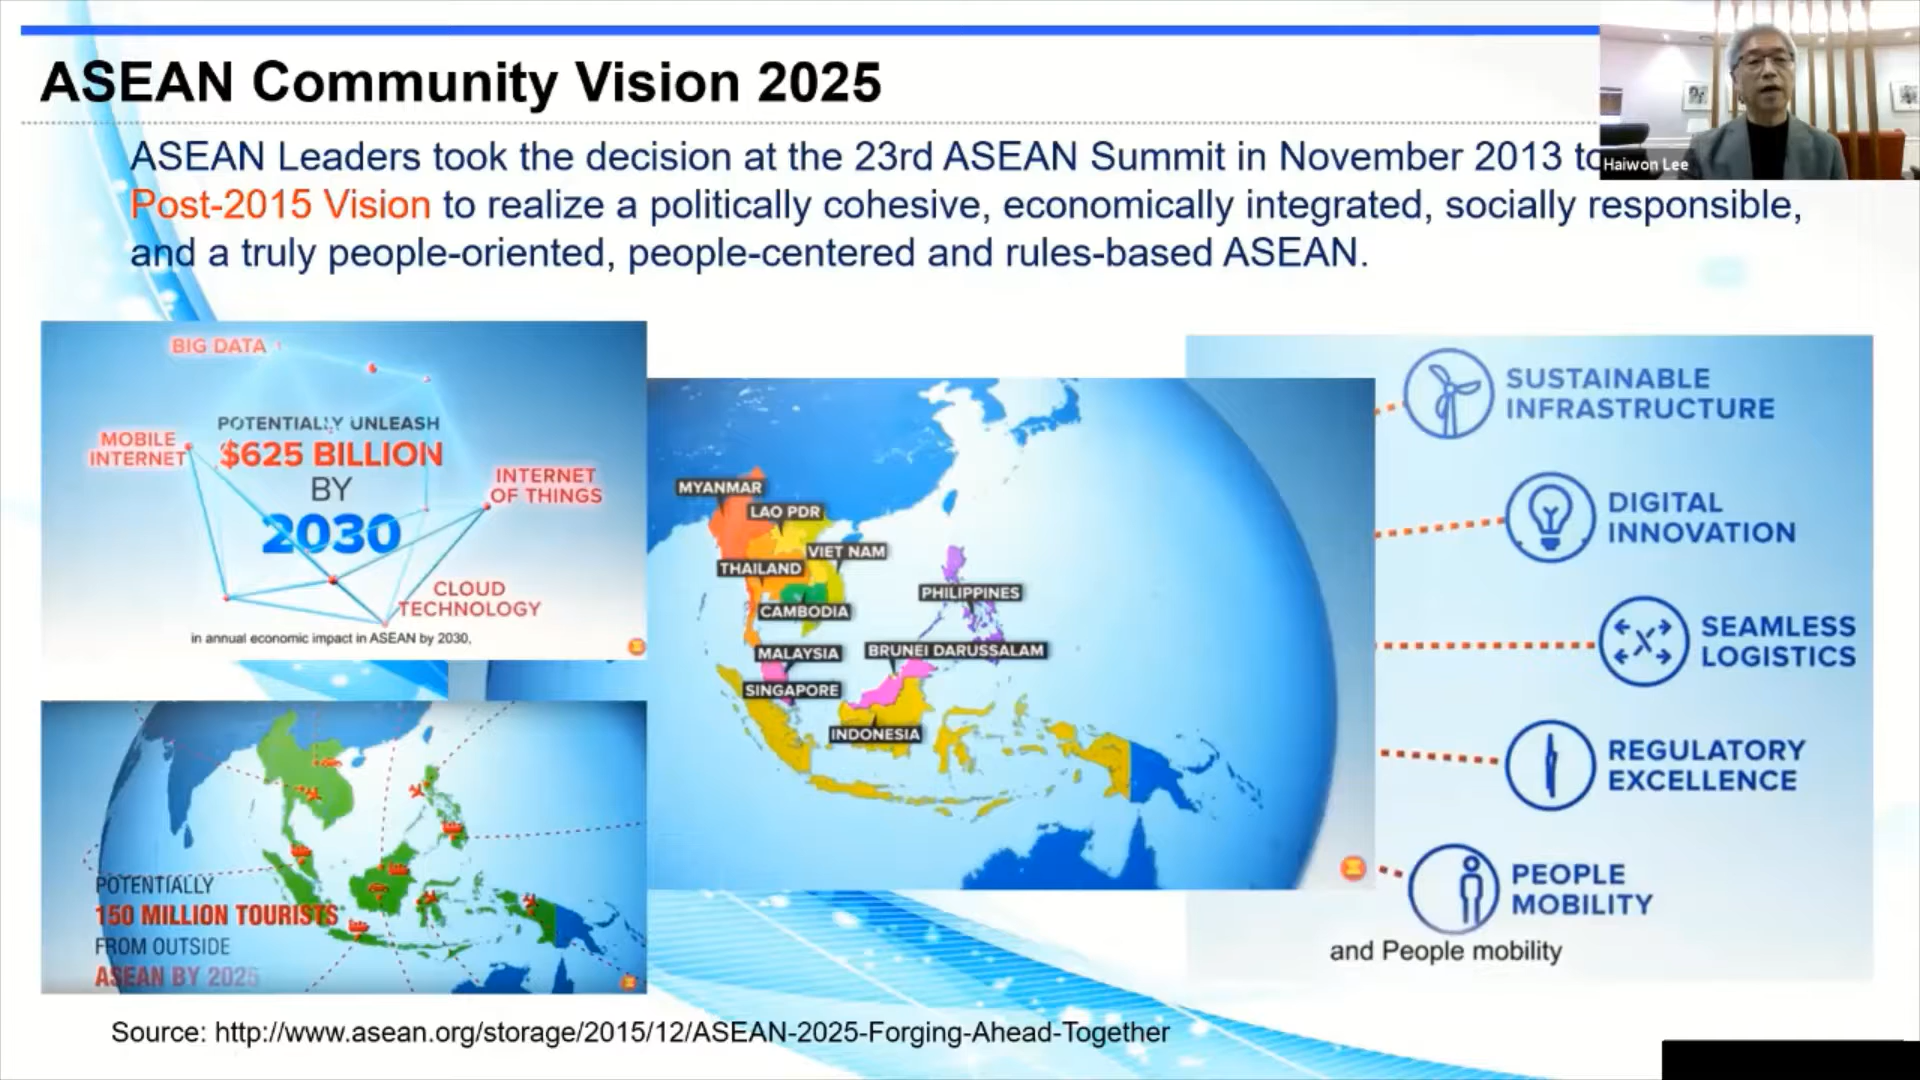 ASEAN Community Vision 2025
Haiwon Lee
ASEAN Leaders took the decision at the 23rd ASEAN Summit in November 2013 to
Post-2015 Vision to realize a politically cohesive, economically integrated, socially responsible,
and a truly people-oriented, people-centered and rules-based ASEAN.
BIG DATA
POTENTIALLY UNLEASH
$625 BILLION
BY
2030
MOBILE
INTERNET
INTERNET
OF THINGS
CLOUD
TECHNOLOGY
in annual economic impact in ASEAN by 2030,
MYANMAR
LAO PDR
VIET NAM
THAILAND
CAMBODIA
PHILIPPINES
MALAYSIA
BRUNEI DARUSSALAM
SINGAPORE
INDONESIA
SUSTAINABLE
INFRASTRUCTURE
DIGITAL
INNOVATION
SEAMLESS
LOGISTICS
REGULATORY
EXCELLENCE
PEOPLE
MOBILITY
and People mobility
POTENTIALLY
150 MILLION TOURISTS
FROM OUTSIDE
ASEAN BY 2025
Source: http://www.asean.org/storage/2015/12/ASEAN-2025-Forging-Ahead-Together